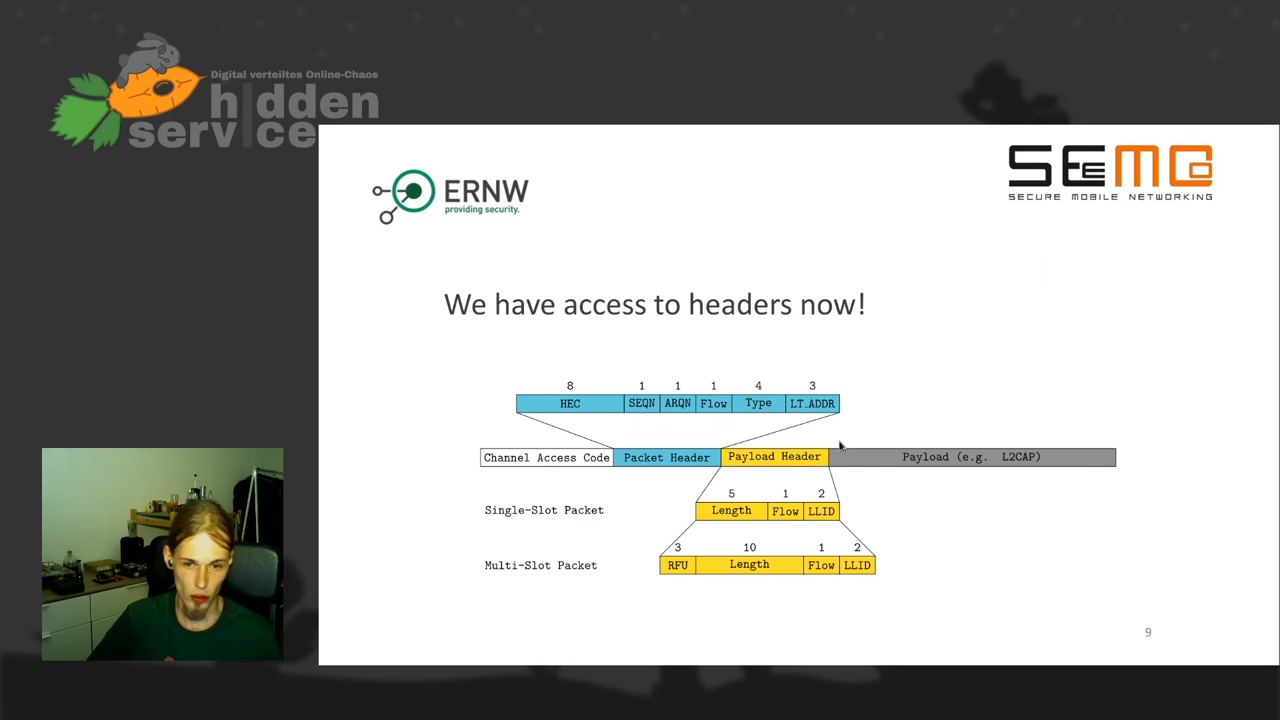 Digital verteiltes Online-Chaos
hidden
service
ERNW
providing security.
SEEMOO
SECURE MOBILE NETWORKING
We have access to headers now!
8 1 1 1 4 3
HEC SEQN ARQN Flow Type LT_ADDR
Channel Access Code Packet Header Payload Header Payload (e.g. L2CAP)
5 1 2
Single-Slot Packet Length Flow LLID
3 10 1 2
Multi-Slot Packet RFU Length Flow LLID
9